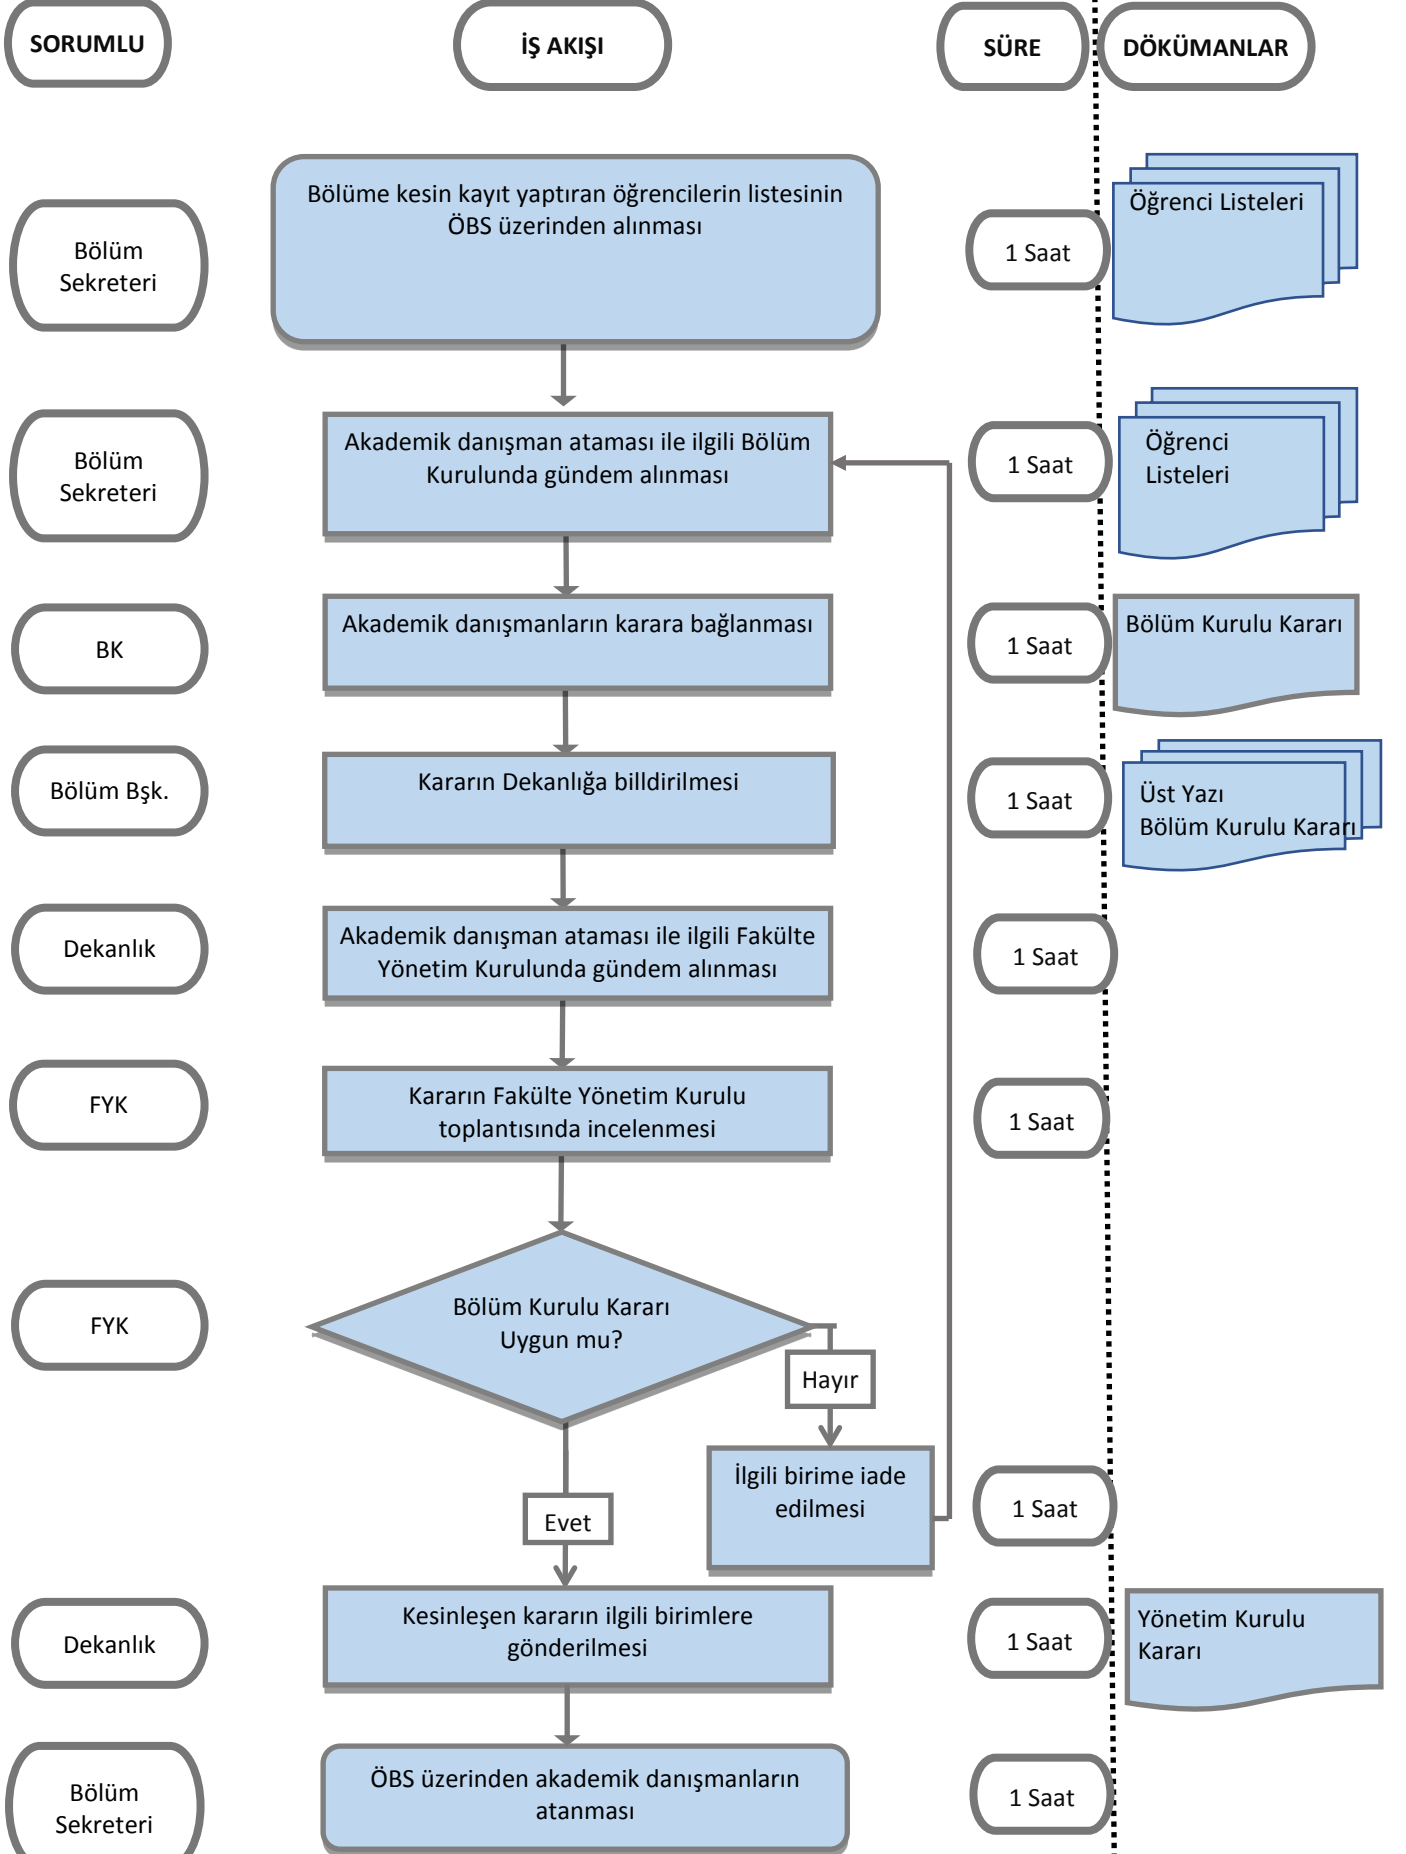 SORUMLU
İŞ AKIŞI
SÜRE
DÖKÜMANLAR
Bölüm
Sekreteri
Bölüme kesin kayıt yaptıran öğrencilerin listesinin
ÖBS üzerinden alınması
1 Saat
Öğrenci Listeleri
Bölüm
Sekreteri
Akademik danışman ataması ile ilgili Bölüm
Kurulunda gündem alınması
1 Saat
Öğrenci
Listeleri
BK
Akademik danışmanların karara bağlanması
1 Saat
Bölüm Kurulu Kararı
Bölüm Bşk.
Kararın Dekanlığa billdirilmesi
1 Saat
Üst Yazı
Bölüm Kurulu Kararı
Dekanlık
Akademik danışman ataması ile ilgili Fakülte
Yönetim Kurulunda gündem alınması
1 Saat
FYK
Kararın Fakülte Yönetim Kurulu
toplantısında incelenmesi
1 Saat
FYK
Bölüm Kurulu Kararı
Uygun mu?
Hayır
İlgili birime iade
edilmesi
1 Saat
Evet
Dekanlık
Kesinleşen kararın ilgili birimlere
gönderilmesi
1 Saat
Yönetim Kurulu
Kararı
Bölüm
Sekreteri
ÖBS üzerinden akademik danışmanların
atanması
1 Saat